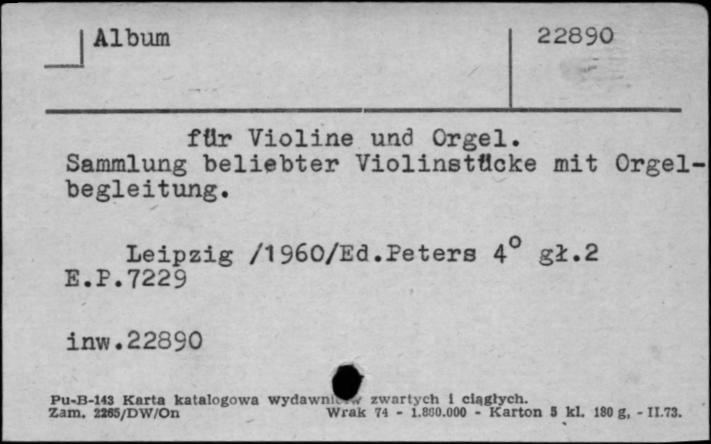 Album 22890
für Violine und Orgel.
Sammlung beliebter Violinstücke mit Orgel-
begleitung.
Leipzig /1960/Ed.Peters 4° gł.2
E.P.7229
inw.22890
Pu-B-143 Karta katalogowa zwartych i ciągłych.
Zam. 2265/DW/On Wrak 74 - 1.860.000 - Karton 5 kl. 180 g, - II.73.